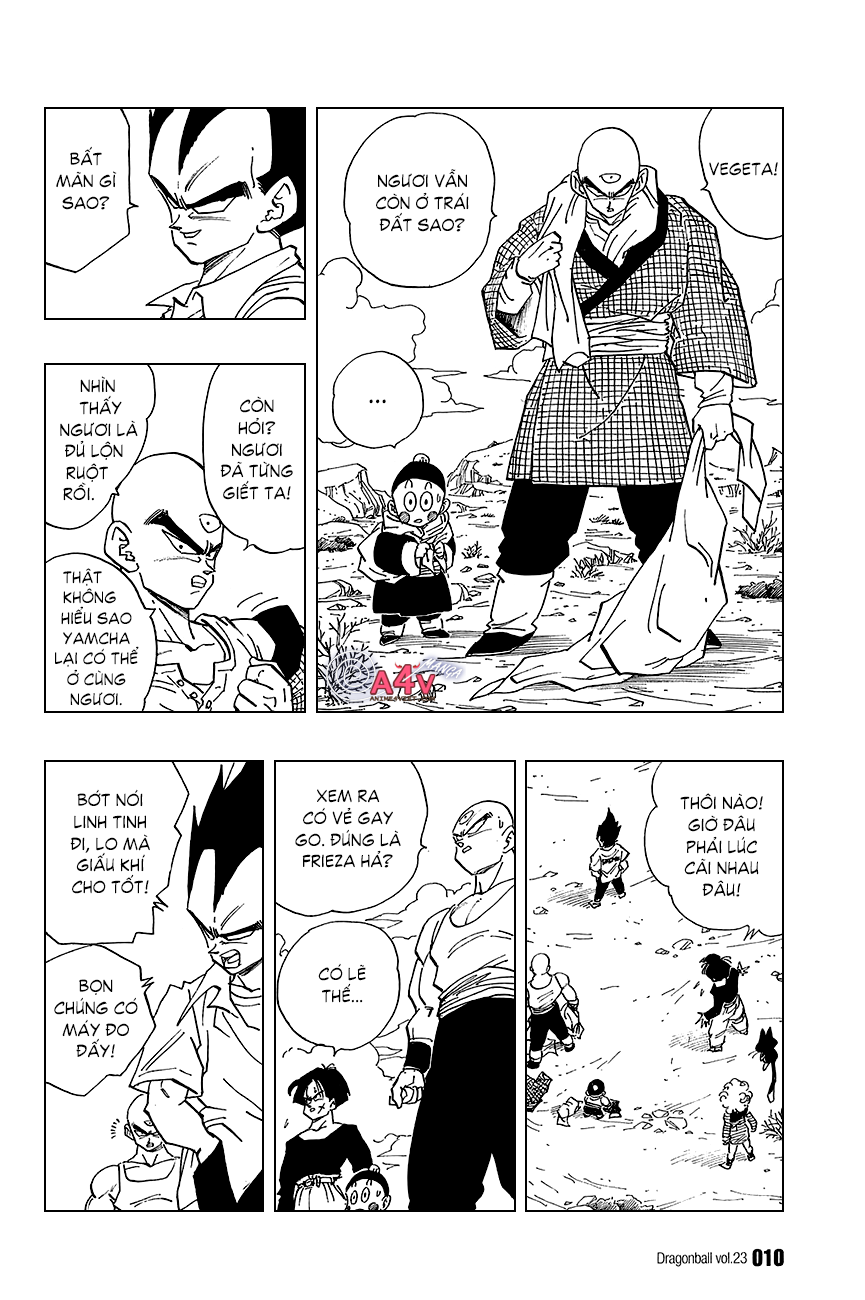 VEGETA!
NGƯƠI VẪN
CÒN Ở TRÁI
ĐẤT SAO?
...
BẤT
MÃN GÌ
SAO?
CÒN
HỎI?
NGƯƠI
ĐÃ TỪNG
GIẾT TA!
NHÌN
THẤY
NGƯƠI LÀ
ĐỦ LỘN
RUỘT
RỒI.
THẬT
KHÔNG
HIỂU SAO
YAMCHA
LẠI CÓ THỂ
Ở CÙNG
NGƯƠI.
A4V
MANGA
THÔI NÀO!
GIỜ ĐÂU
PHẢI LÚC
CÃI NHAU
ĐÂU!
XEM RA
CÓ VẺ GAY
GO. ĐÚNG LÀ
FRIEZA HẢ?
CÓ LẼ
THẾ...
BỚT NÓI
LINH TINH
ĐI, LO MÀ
GIẤU KHÍ
CHO TỐT!
BỌN
CHÚNG CÓ
MÁY ĐO
ĐẤY!
Dragonball vol.23 010